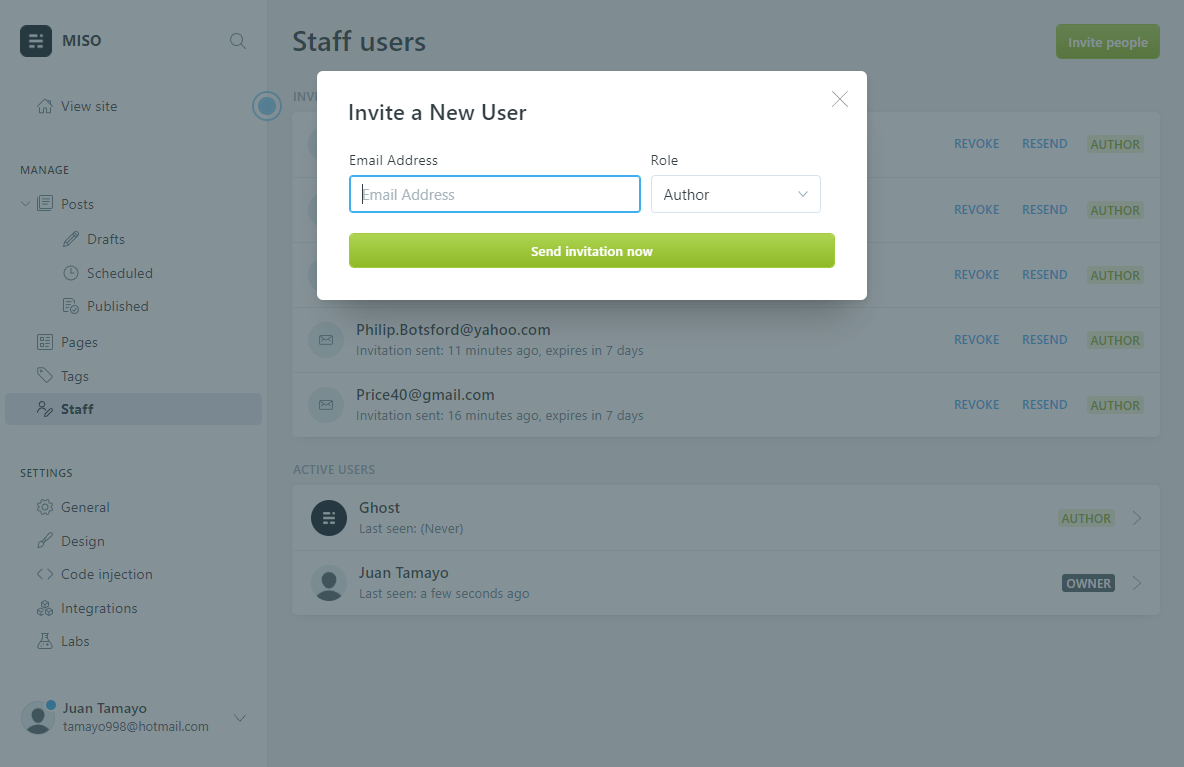 MISO
View site
MANAGE
Posts
Drafts
Scheduled
Published
Pages
Tags
Staff
SETTINGS
General
Design
Code injection
Integrations
Labs
Juan Tamayo
tamayo998@hotmail.com
Staff users
Invite people
Invite a New User
Email Address
Role
Email Address
Author
Send invitation now
REVOKE RESEND AUTHOR
REVOKE RESEND AUTHOR
REVOKE RESEND AUTHOR
Philip.Botsford@yahoo.com
Invitation sent: 11 minutes ago, expires in 7 days
REVOKE RESEND AUTHOR
Price40@gmail.com
Invitation sent: 16 minutes ago, expires in 7 days
REVOKE RESEND AUTHOR
ACTIVE USERS
Ghost
Last seen: (Never)
AUTHOR
Juan Tamayo
Last seen: a few seconds ago
OWNER